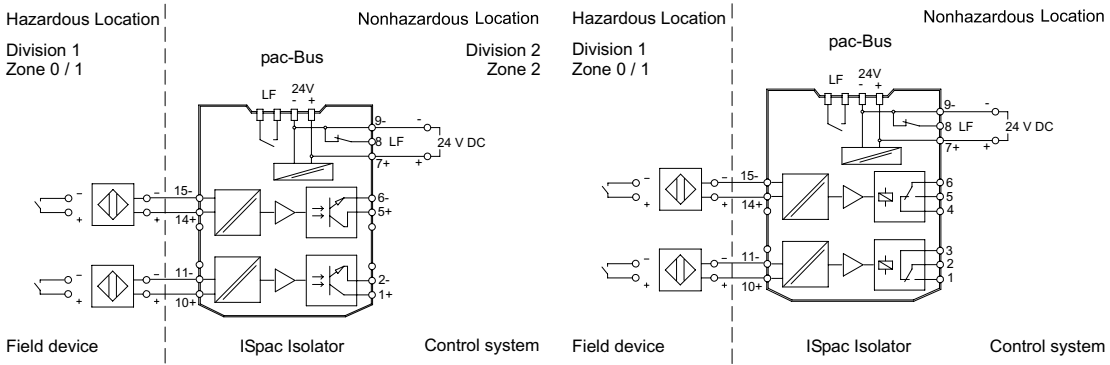 Hazardous Location
Nonhazardous Location
Division 1
Zone 0 / 1
Division 2
Zone 2
pac-Bus
LF
24V
- +
9-
-
8 LF
24 V DC
7+
+
- - 15-
+ + 14+
6-
5+
- - 11-
+ + 10+
2-
1+
Field device
ISpac Isolator
Control system
Hazardous Location
Nonhazardous Location
Division 1
Zone 0 / 1
pac-Bus
LF
24V
- +
9-
-
8 LF
24 V DC
7+
+
- - 15-
+ + 14+
6
5
4
- - 11-
+ + 10+
3
2
1
Field device
ISpac Isolator
Control system